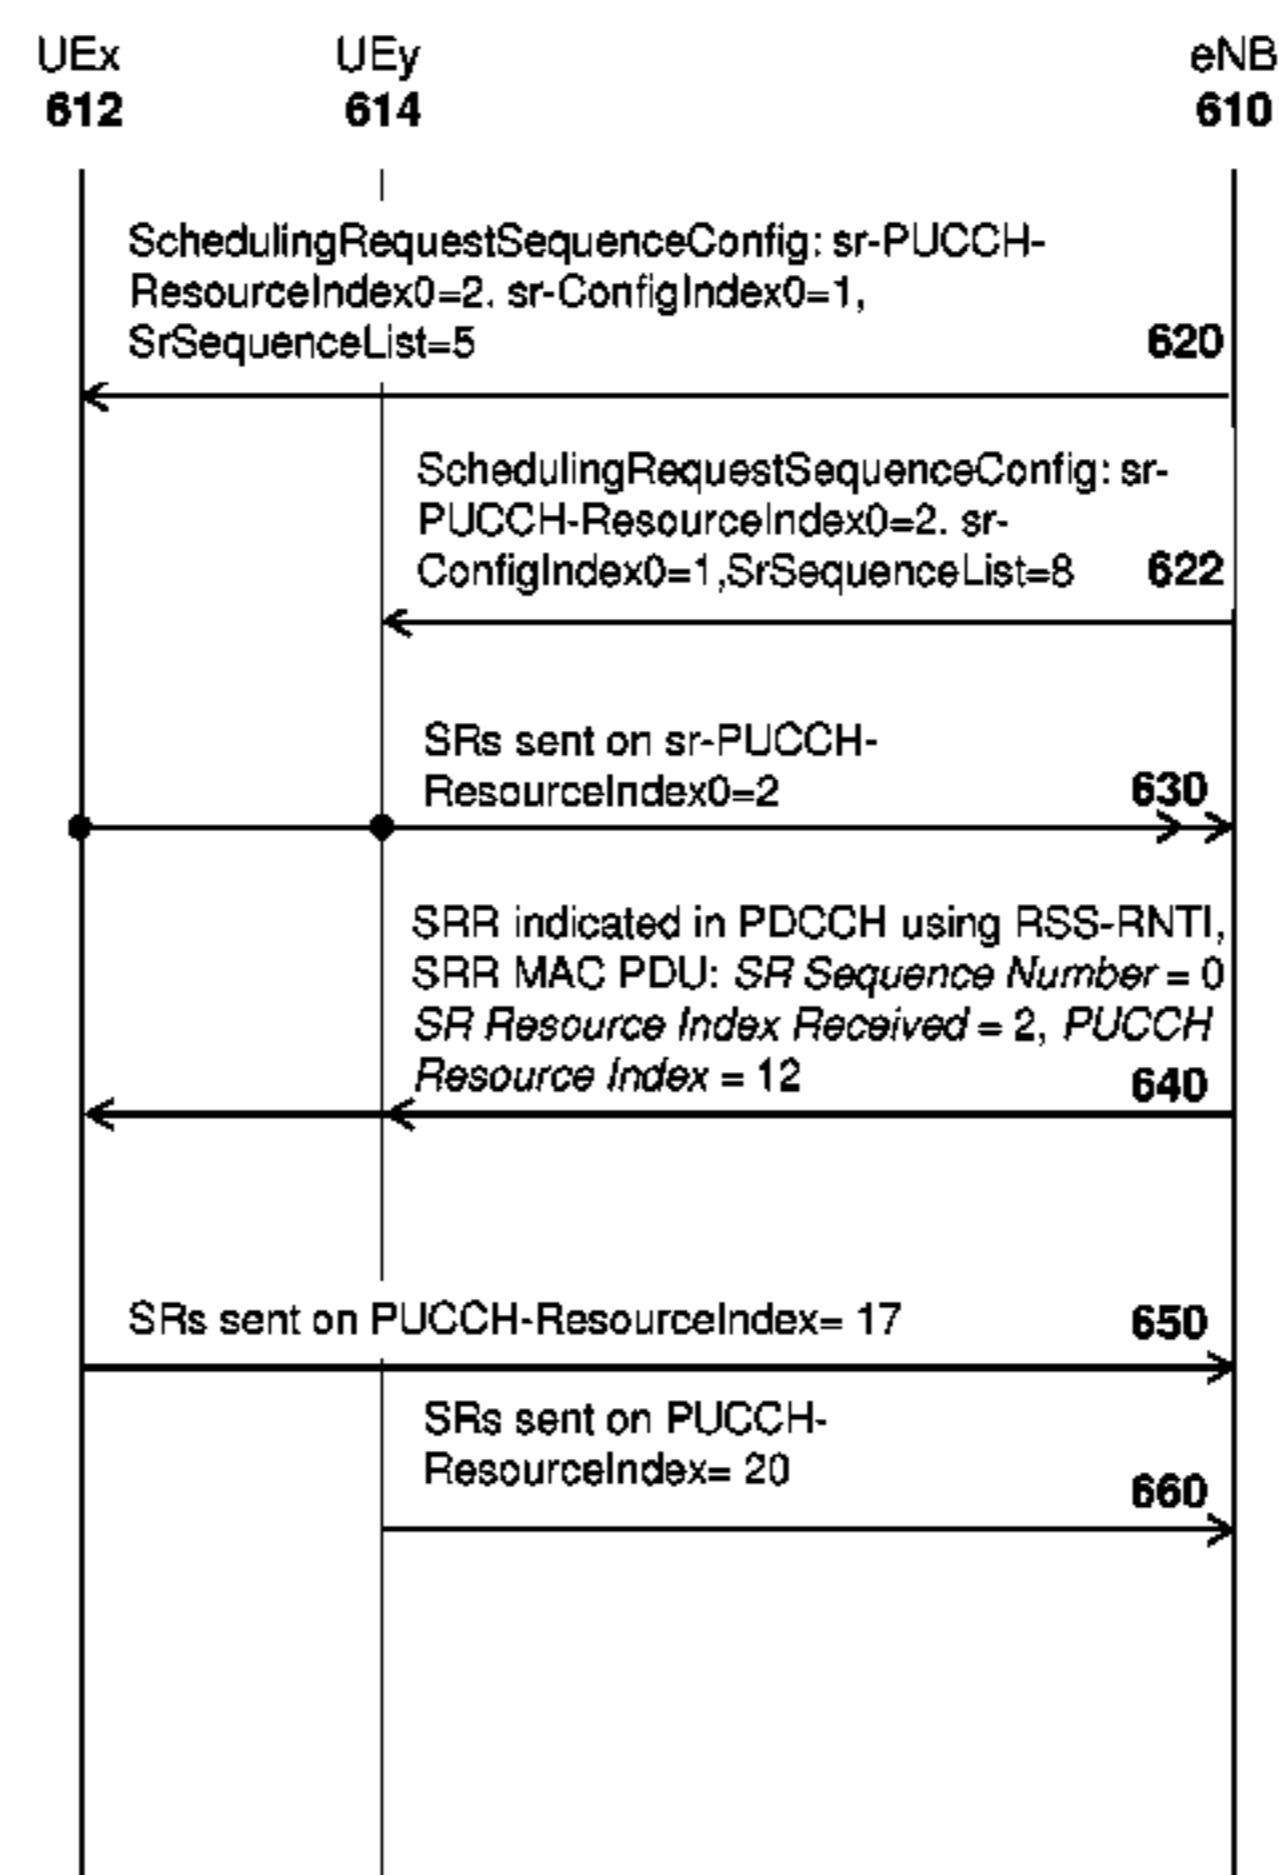 UEx UEy eNB
612 614 610
SchedulingRequestSequenceConfig: sr-PUCCH-
ResourceIndex0=2. sr-ConfigIndex0=1,
SrSequenceList=5 620
SchedulingRequestSequenceConfig: sr-
PUCCH-ResourceIndex0=2. sr-
ConfigIndex0=1,SrSequenceList=8 622
SRs sent on sr-PUCCH-
ResourceIndex0=2 630
SRR indicated in PDCCH using RSS-RNTI,
SRR MAC PDU: SR Sequence Number = 0
SR Resource Index Received = 2, PUCCH
Resource Index = 12 640
SRs sent on PUCCH-ResourceIndex= 17 650
SRs sent on PUCCH-
ResourceIndex= 20 660